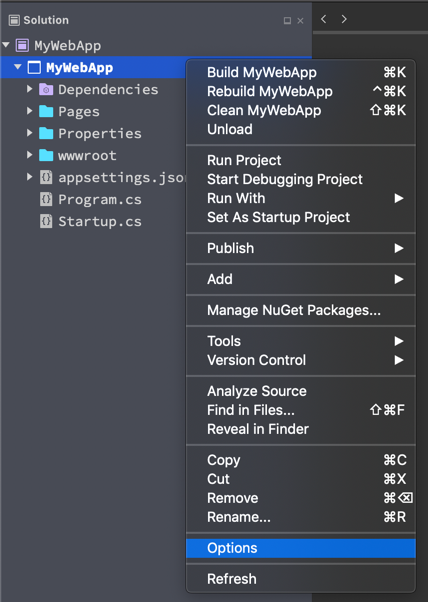 Solution
MyWebApp
MyWebApp
Dependencies
Pages
Properties
wwwroot
appsettings.json
Program.cs
Startup.cs
Build MyWebApp ⌘K
Rebuild MyWebApp ^⌘K
Clean MyWebApp ⇧⌘K
Unload
Run Project
Start Debugging Project
Run With
Set As Startup Project
Publish
Add
Manage NuGet Packages...
Tools
Version Control
Analyze Source
Find in Files... ⇧⌘F
Reveal in Finder
Copy ⌘C
Cut ⌘X
Remove ⌘⌫
Rename... ⌘R
Options
Refresh